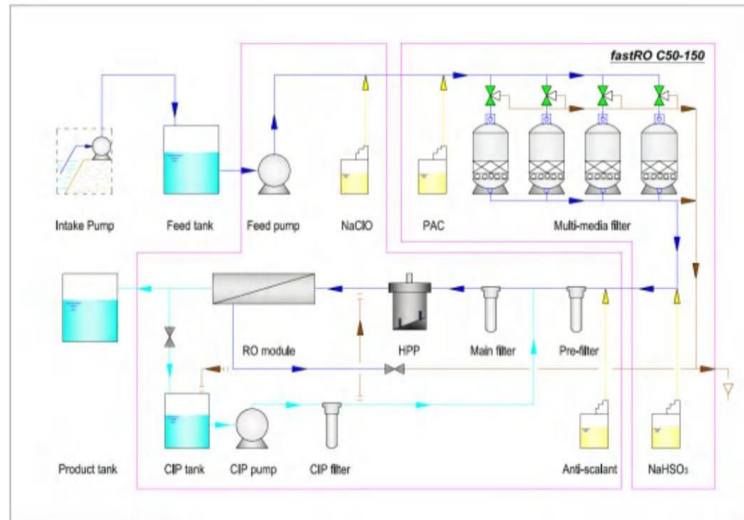 fastRO C50-150
Intake Pump
Feed tank
Feed pump
NaClO
PAC
Multi-media filter
RO module
HPP
Main filter
Pre-filter
Product tank
CIP tank
CIP pump
CIP filter
Anti-scalant
NaHSO₃